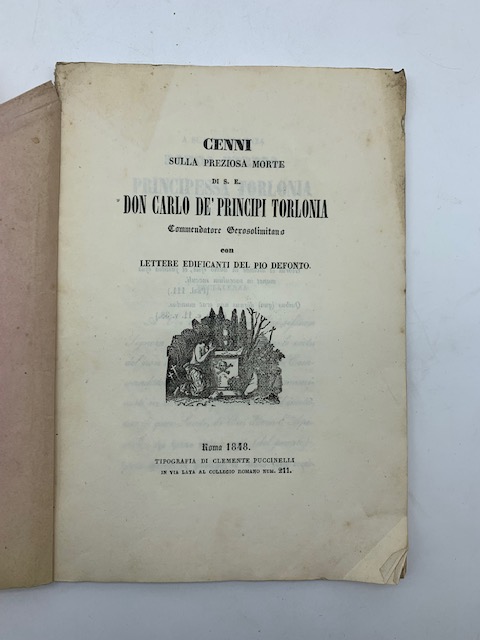 CENNI
SULLA PREZIOSA MORTE
DI S. E.
DON CARLO DE' PRINCIPI TORLONIA
Commendatore Gerosolimitano
con
LETTERE EDIFICANTI DEL PIO DEFONTO.
Roma 1848.
TIPOGRAFIA DI CLEMENTE PUCCINELLI
IN VIA LATA AL COLLEGIO ROMANO NUM. 211.